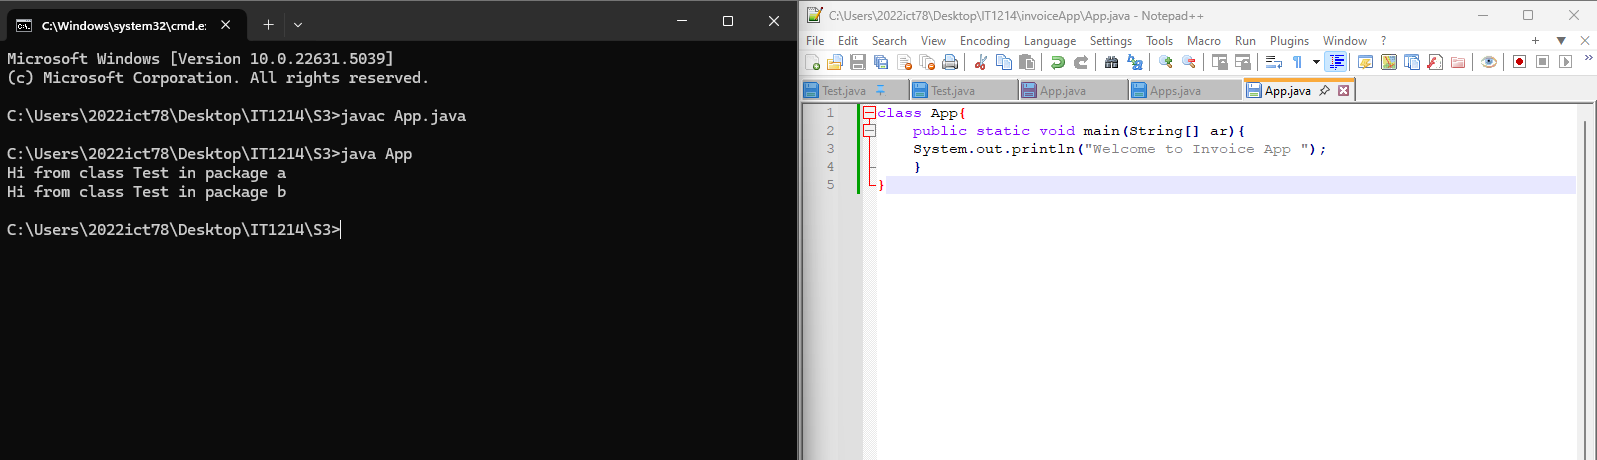 C:\Windows\system32\cmd.e:
Microsoft Windows [Version 10.0.22631.5039]
(c) Microsoft Corporation. All rights reserved.
C:\Users\2022ict78\Desktop\IT1214\S3>javac App.java
C:\Users\2022ict78\Desktop\IT1214\S3>java App
Hi from class Test in package a
Hi from class Test in package b
C:\Users\2022ict78\Desktop\IT1214\S3>
C:\Users\2022ict78\Desktop\IT1214\invoiceApp\App.java - Notepad++
File Edit Search View Encoding Language Settings Tools Macro Run Plugins Window ?
Test.java Test.java App.java Apps.java App.java
1 class App{
2 public static void main(String[] ar){
3 System.out.println("Welcome to Invoice App ");
4 }
5 }